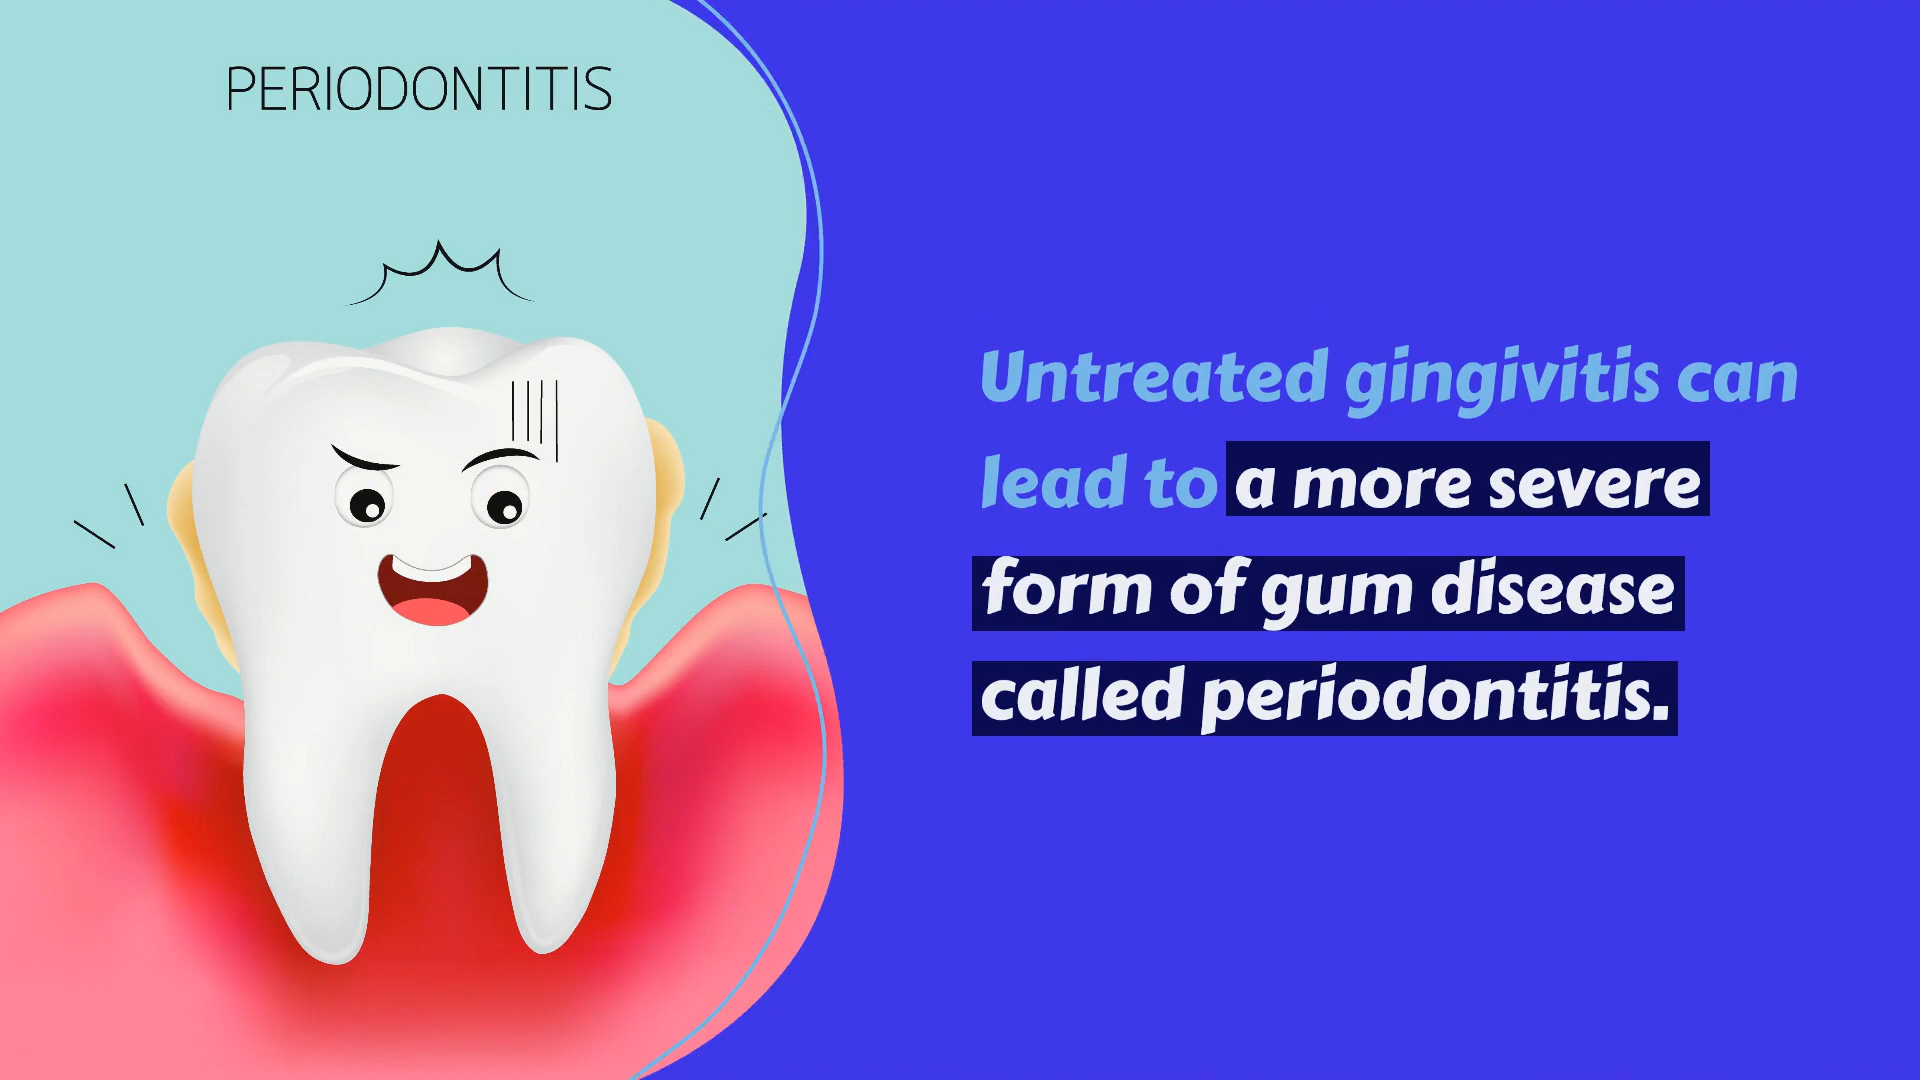 PERIODONTITIS
Untreated gingivitis can
lead to a more severe
form of gum disease
called periodontitis.